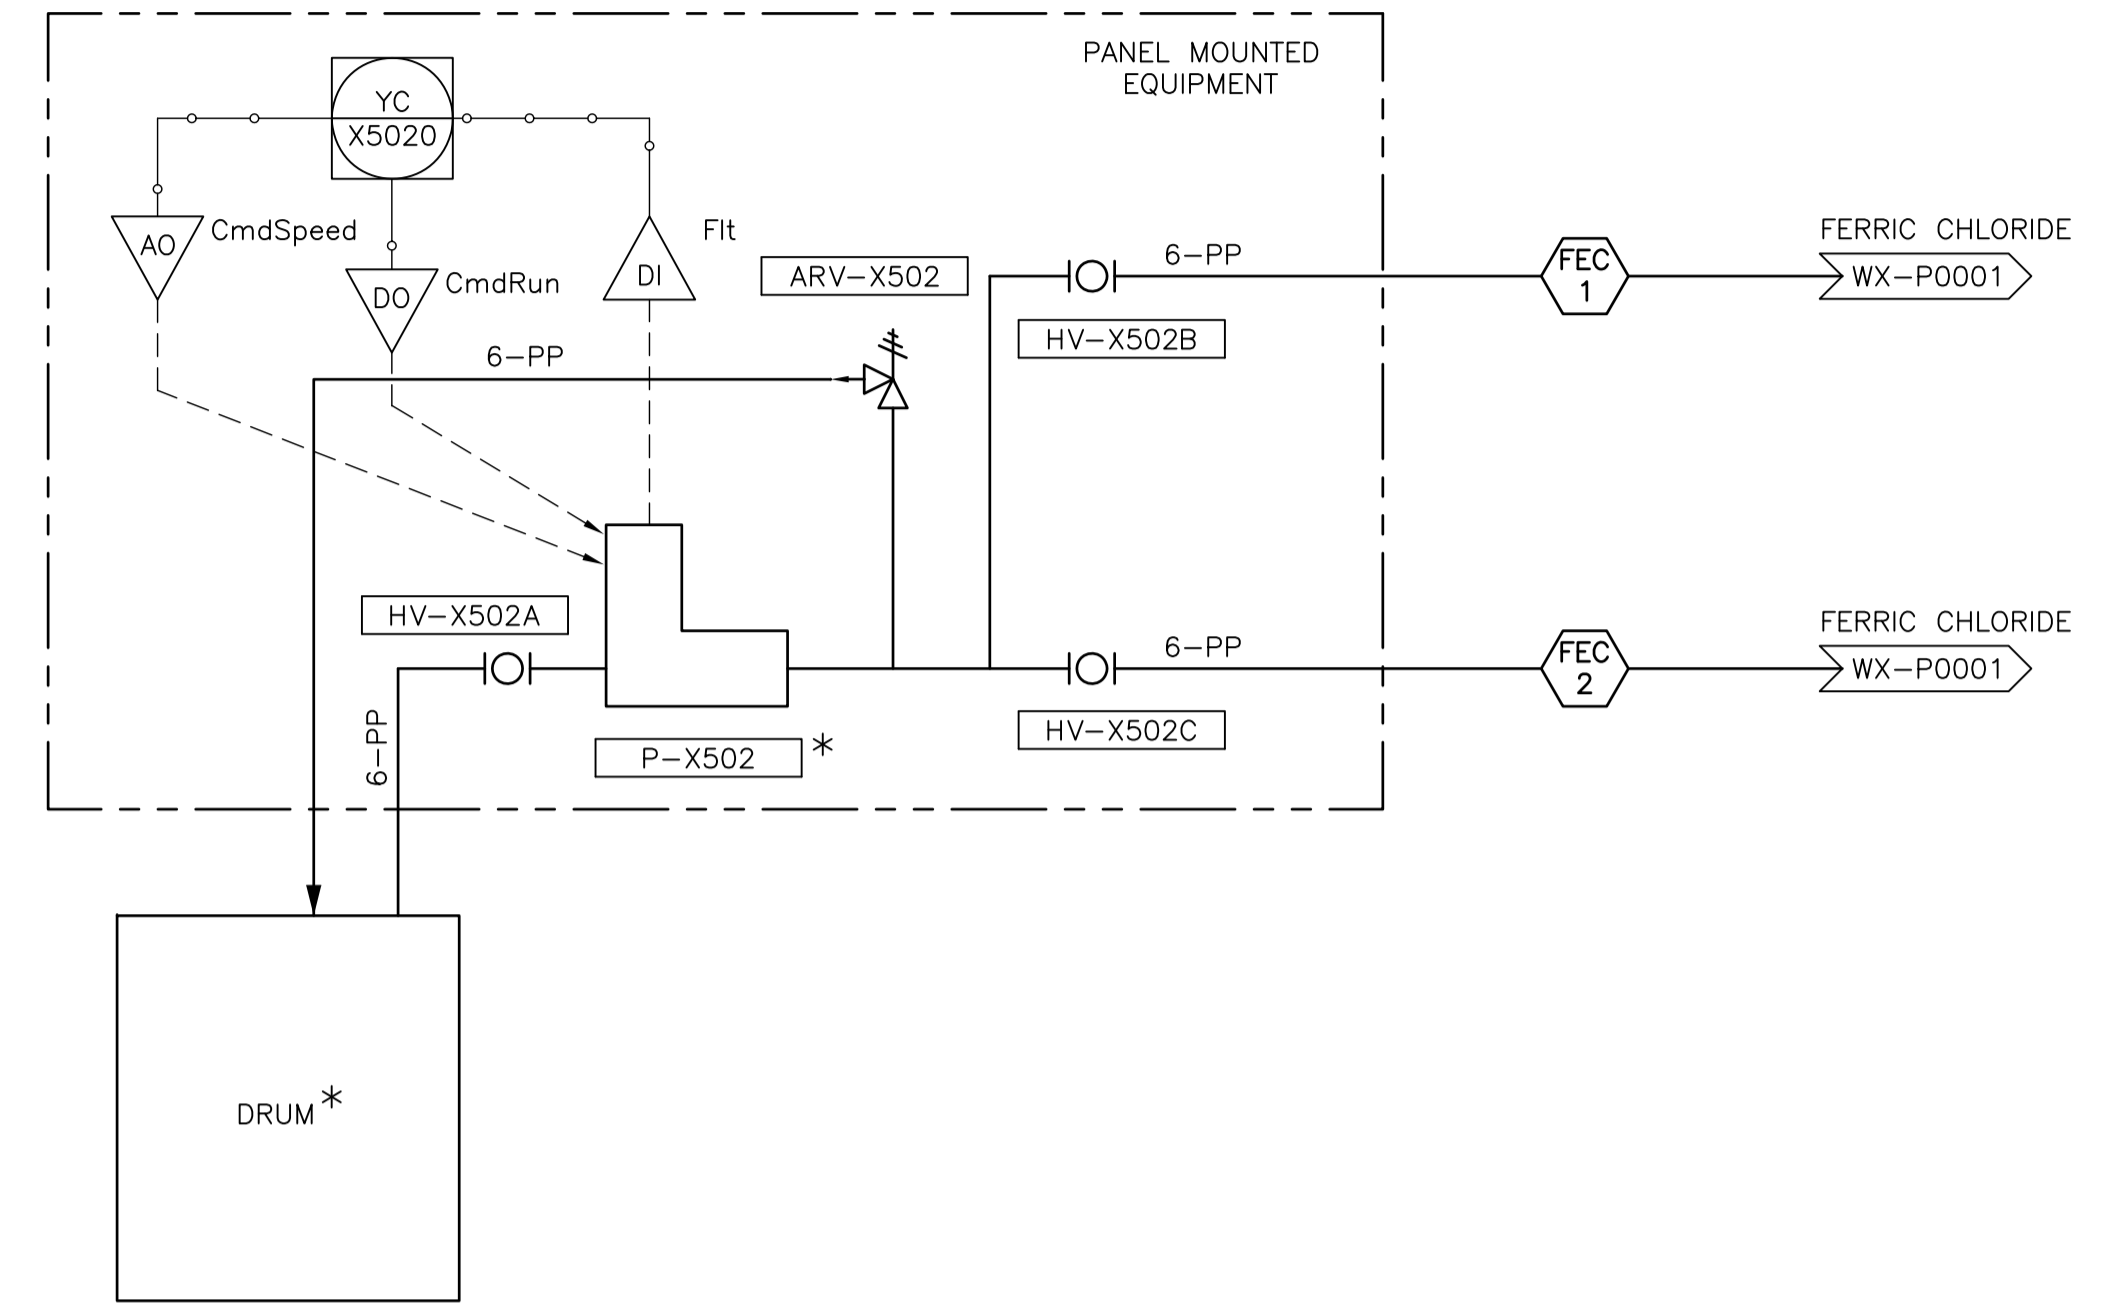 PANEL MOUNTED
EQUIPMENT
YC
X5020
AO
CmdSpeed
DO
CmdRun
DI
Flt
ARV-X502
6-PP
HV-X502B
FEC
1
FERRIC CHLORIDE
WX-P0001
6-PP
HV-X502A
6-PP
HV-X502C
FEC
2
FERRIC CHLORIDE
WX-P0001
6-PP
P-X502 *
DRUM *